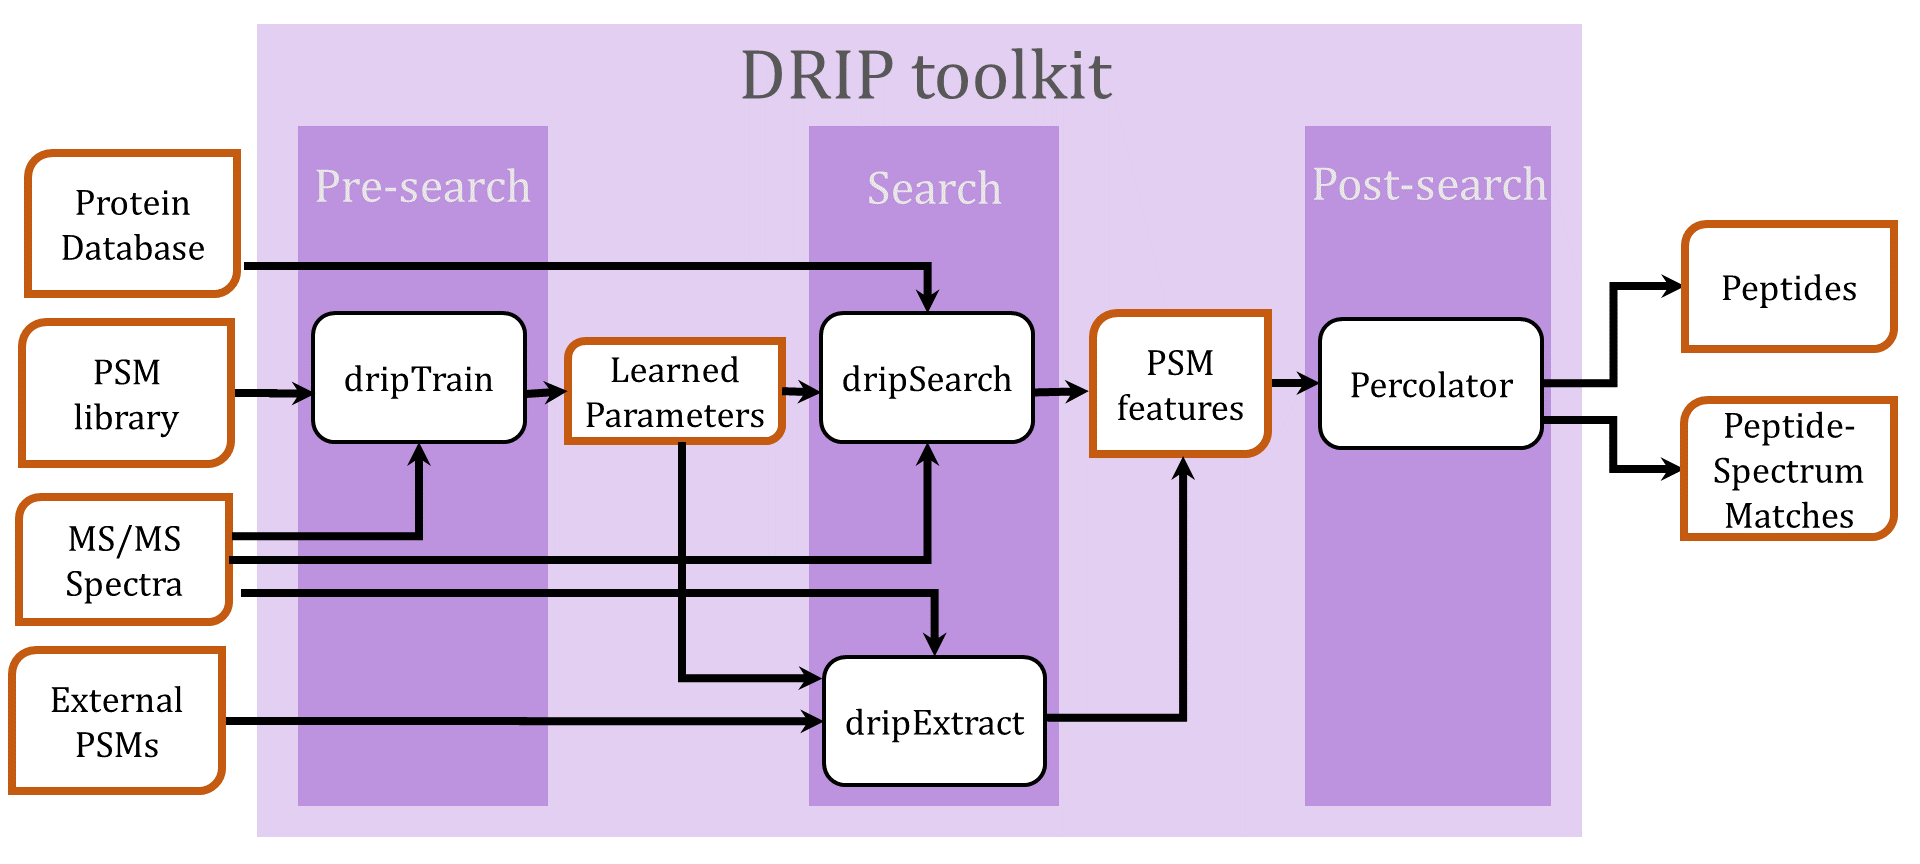 DRIP toolkit
Pre-search
Search
Post-search
Protein
Database
PSM
library
MS/MS
Spectra
External
PSMs
dripTrain
Learned
Parameters
dripSearch
dripExtract
PSM
features
Percolator
Peptides
Peptide-
Spectrum
Matches